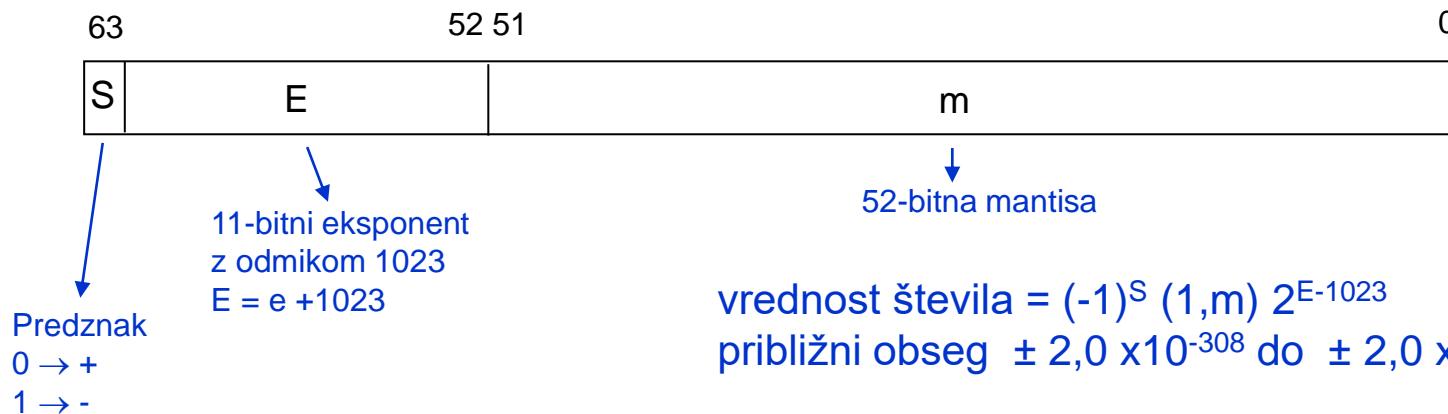 63 52 51 0
S E m
52-bitna mantisa
11-bitni eksponent
z odmikom 1023
E = e +1023
Predznak
0 → +
1 → -
vrednost števila = (-1)^S (1,m) 2^E-1023
približni obseg ± 2,0 x10^-308 do ± 2,0 x